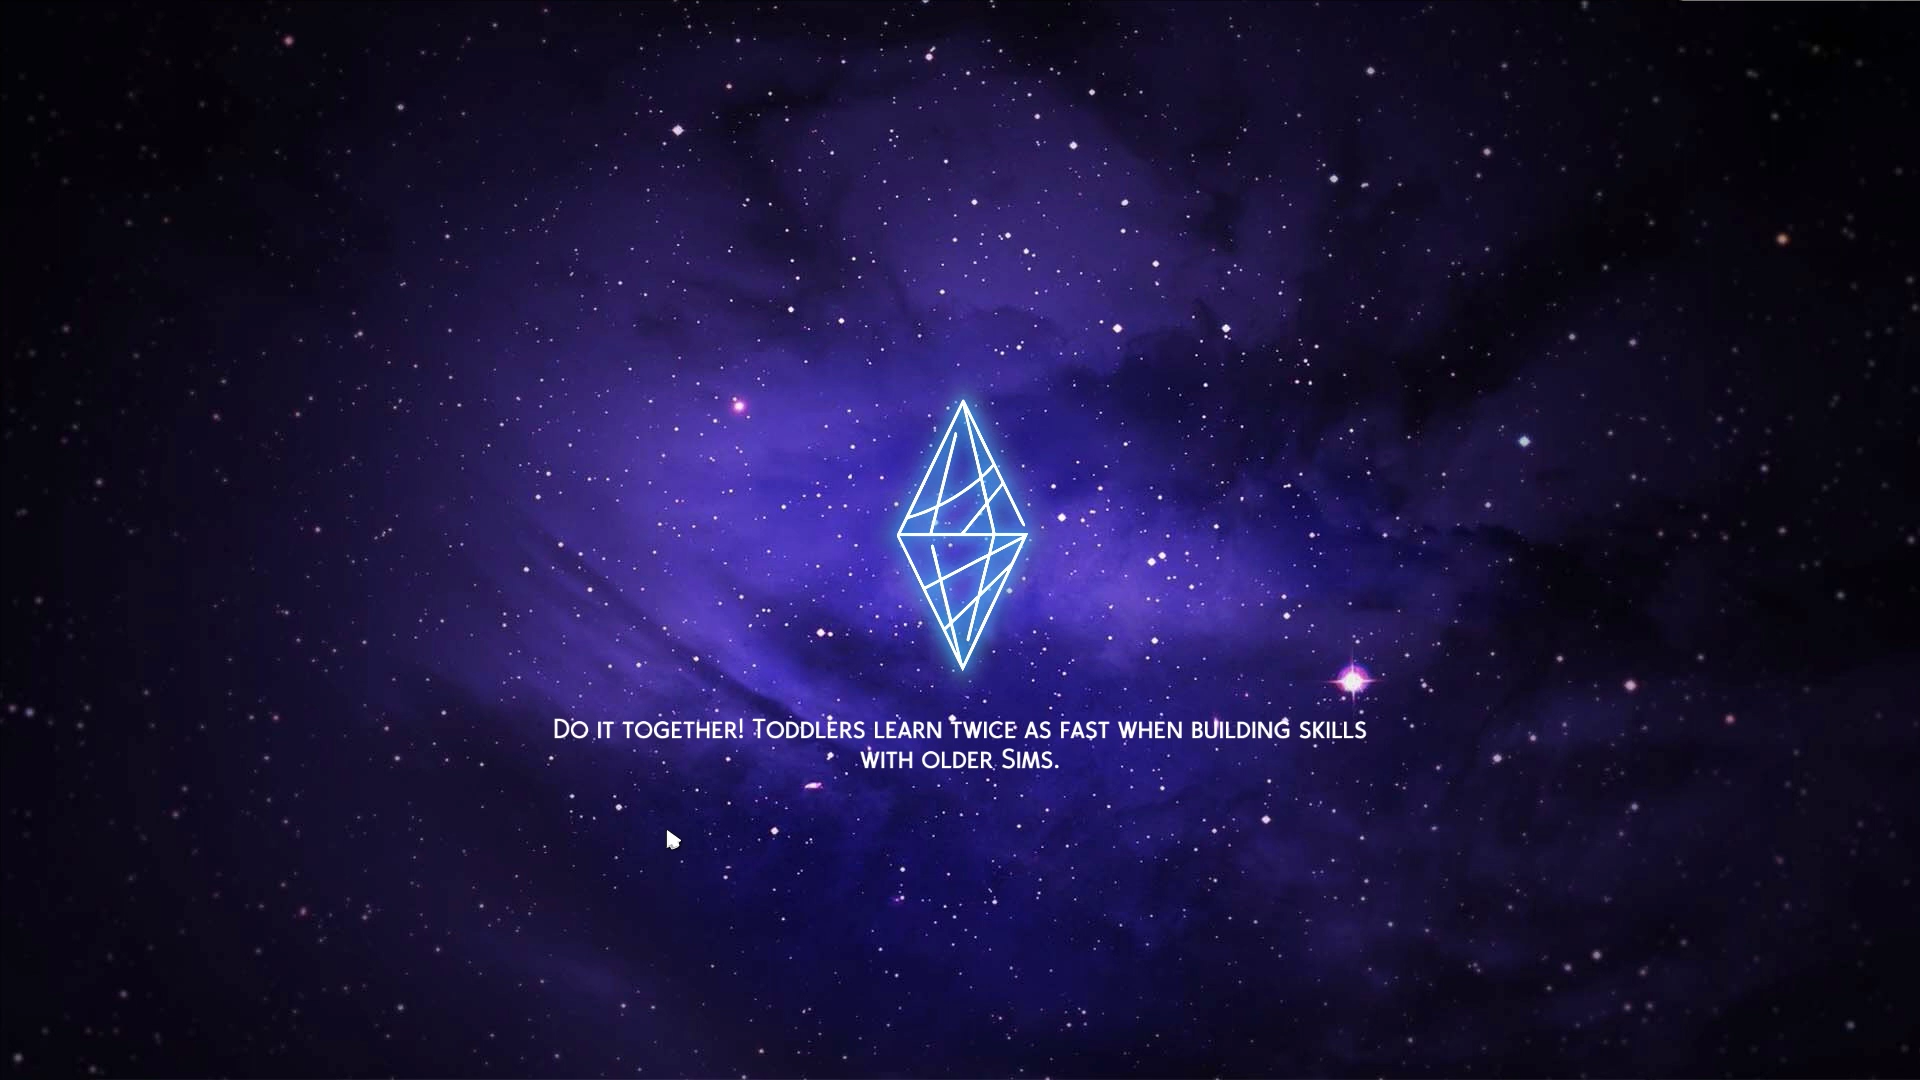 Do it together! Toddlers learn twice as fast when building skills
with older Sims.